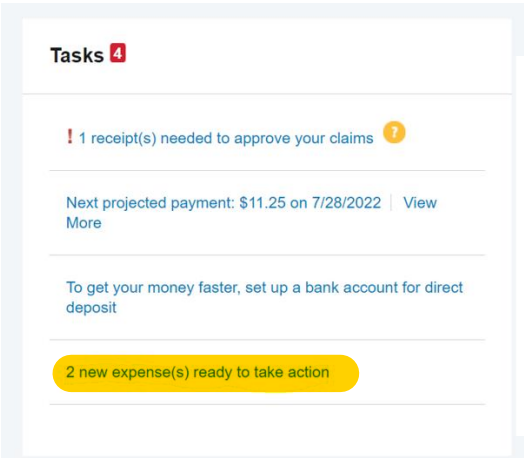 Tasks 4
! 1 receipt(s) needed to approve your claims ?
Next projected payment: $11.25 on 7/28/2022 | View
More
To get your money faster, set up a bank account for direct
deposit
2 new expense(s) ready to take action